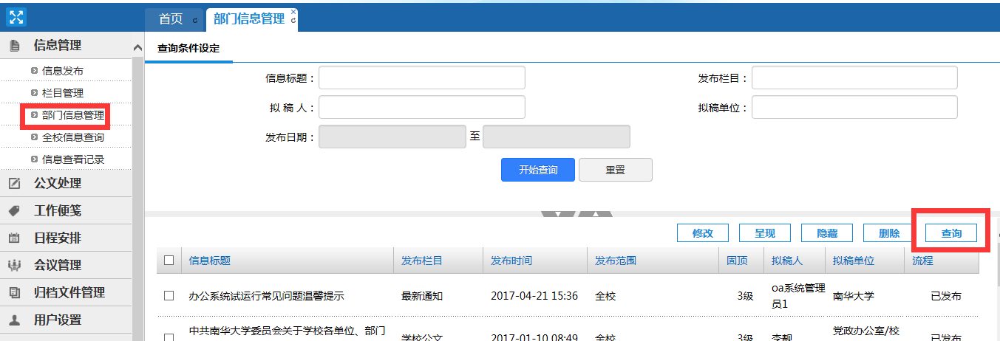 首页
部门信息管理
信息管理
信息发布
栏目管理
部门信息管理
全校信息查询
信息查看记录
公文处理
工作便笺
日程安排
会议管理
归档文件管理
用户设置
查询条件设定
信息标题：
发布栏目：
拟 稿 人：
拟稿单位：
发布日期： 至
开始查询 重置
修改 呈现 隐藏 删除 查询
信息标题 发布栏目 发布时间 发布范围 固顶 拟稿人 拟稿单位 流程
办公系统试运行常见问题温馨提示 最新通知 2017-04-21 15:36 全校 3级 oa系统管理员1 南华大学 已发布
中共南华大学委员会关于学校各单位、部门 学校公文 2017-01-10 08:49 全校 3级 李靓 党政办公室/校 已发布